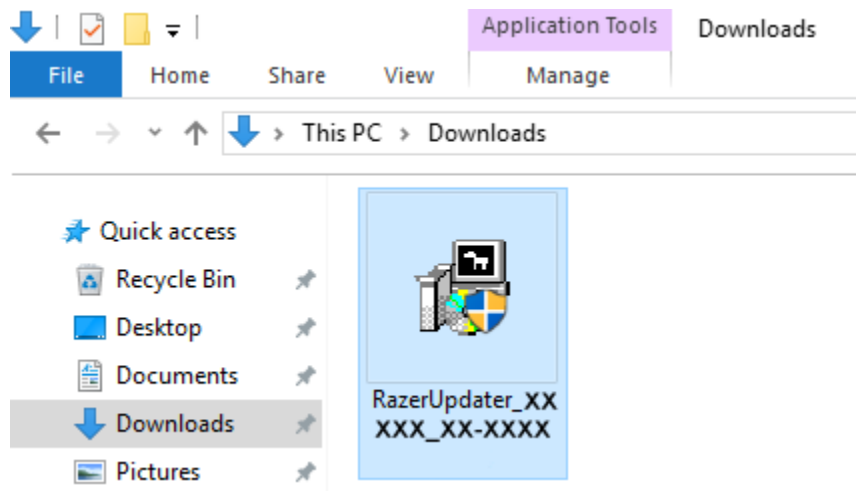 Application Tools
Downloads
File
Home
Share
View
Manage
This PC
Downloads
Quick access
Recycle Bin
Desktop
Documents
Downloads
Pictures
RazerUpdater_XX
XXX_XX-XXXX